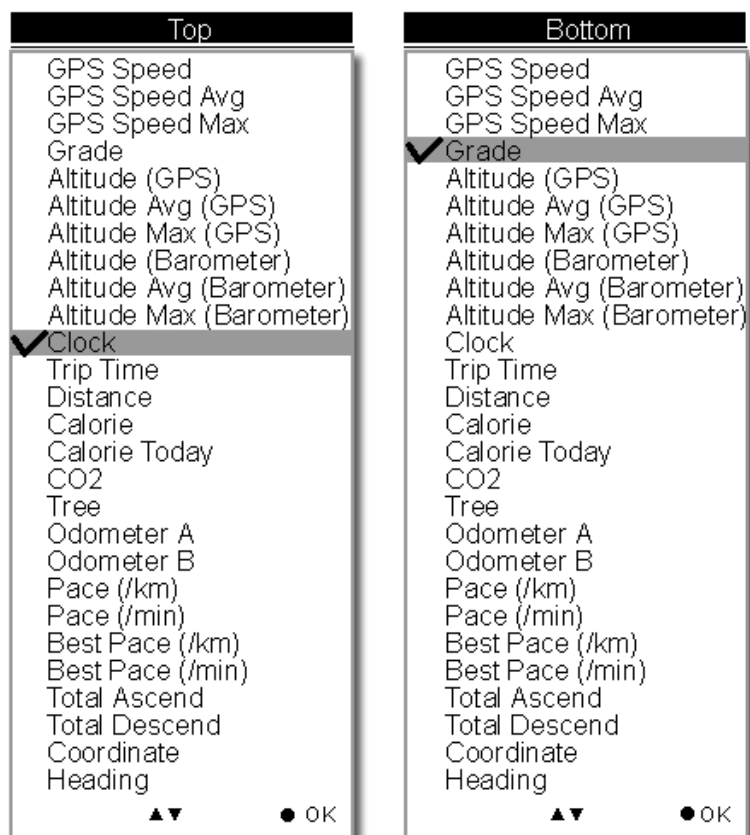 Top
GPS Speed
GPS Speed Avg
GPS Speed Max
Grade
Altitude (GPS)
Altitude Avg (GPS)
Altitude Max (GPS)
Altitude (Barometer)
Altitude Avg (Barometer)
Altitude Max (Barometer)
Clock
Trip Time
Distance
Calorie
Calorie Today
CO2
Tree
Odometer A
Odometer B
Pace (/km)
Pace (/min)
Best Pace (/km)
Best Pace (/min)
Total Ascend
Total Descend
Coordinate
Heading
▲▼ ● OK
Bottom
GPS Speed
GPS Speed Avg
GPS Speed Max
Grade
Altitude (GPS)
Altitude Avg (GPS)
Altitude Max (GPS)
Altitude (Barometer)
Altitude Avg (Barometer)
Altitude Max (Barometer)
Clock
Trip Time
Distance
Calorie
Calorie Today
CO2
Tree
Odometer A
Odometer B
Pace (/km)
Pace (/min)
Best Pace (/km)
Best Pace (/min)
Total Ascend
Total Descend
Coordinate
Heading
▲▼ ● OK